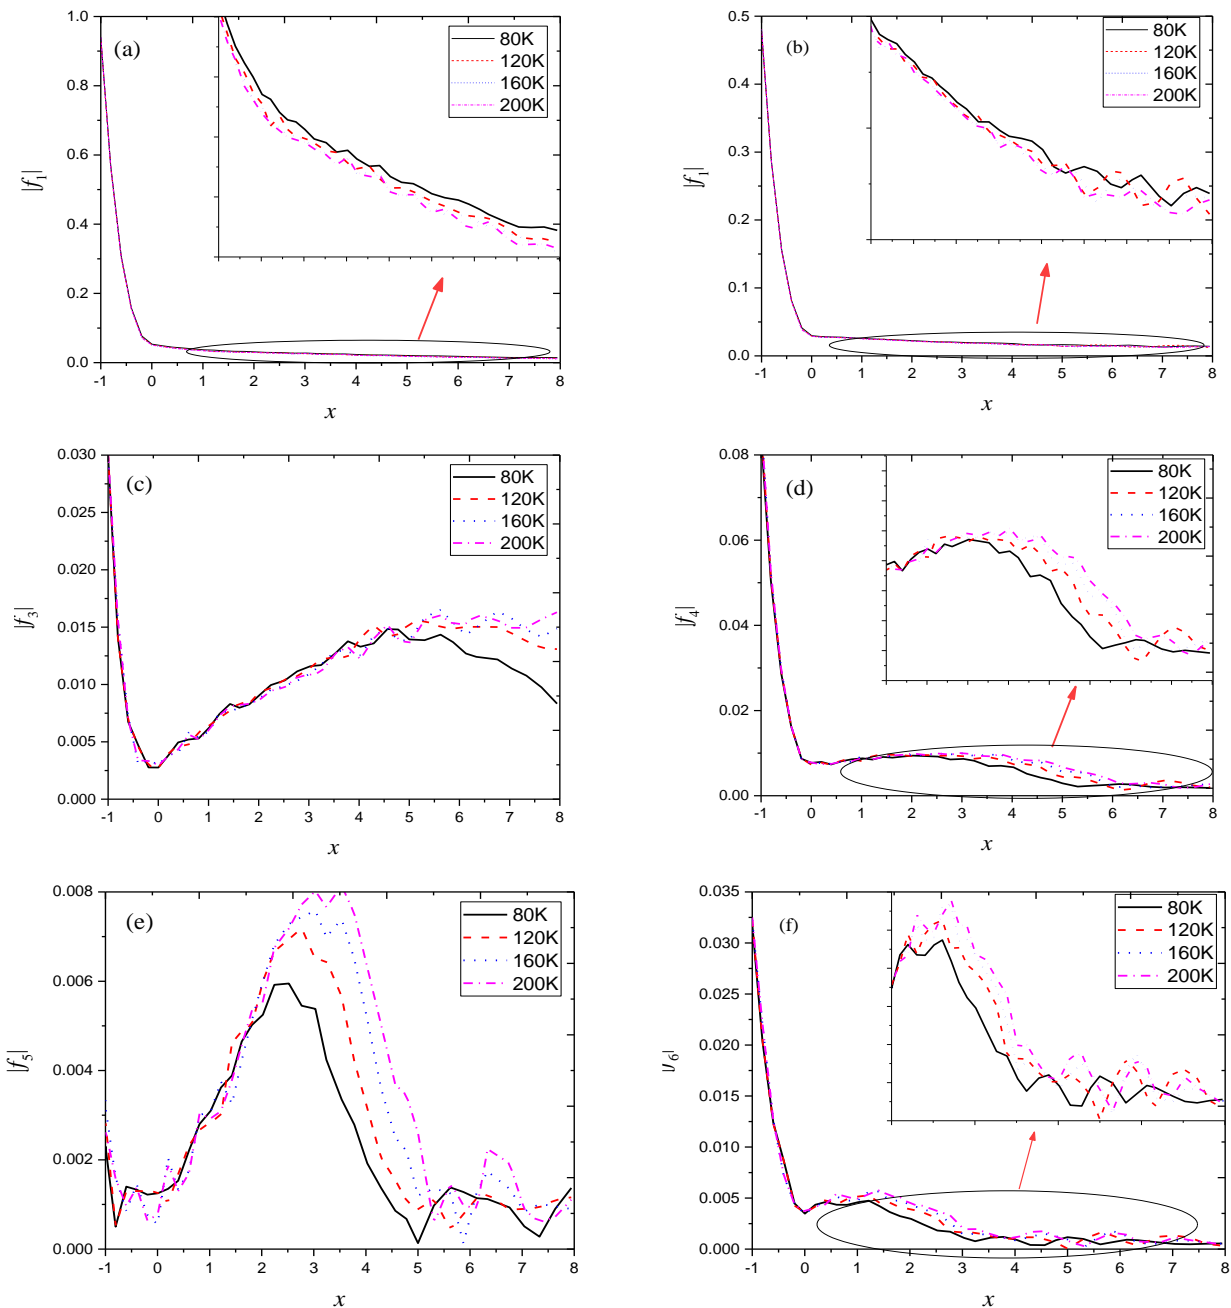 (a)
80K
120K
160K
200K
|f1|
1.0
0.8
0.6
0.4
0.2
0.0
-1 0 1 2 3 4 5 6 7 8
x
(b)
80K
120K
160K
200K
|f1|
0.5
0.4
0.3
0.2
0.1
0.0
-1 0 1 2 3 4 5 6 7 8
x
(c)
80K
120K
160K
200K
|f3|
0.030
0.025
0.020
0.015
0.010
0.005
0.000
-1 0 1 2 3 4 5 6 7 8
x
(d)
80K
120K
160K
200K
|f4|
0.08
0.06
0.04
0.02
0.00
-1 0 1 2 3 4 5 6 7 8
x
(e)
80K
120K
160K
200K
|f5|
0.008
0.006
0.004
0.002
0.000
-1 0 1 2 3 4 5 6 7 8
x
(f)
80K
120K
160K
200K
0.035
0.030
0.025
0.020
0.015
0.010
0.005
0.000
-1 0 1 2 3 4 5 6 7 8
x